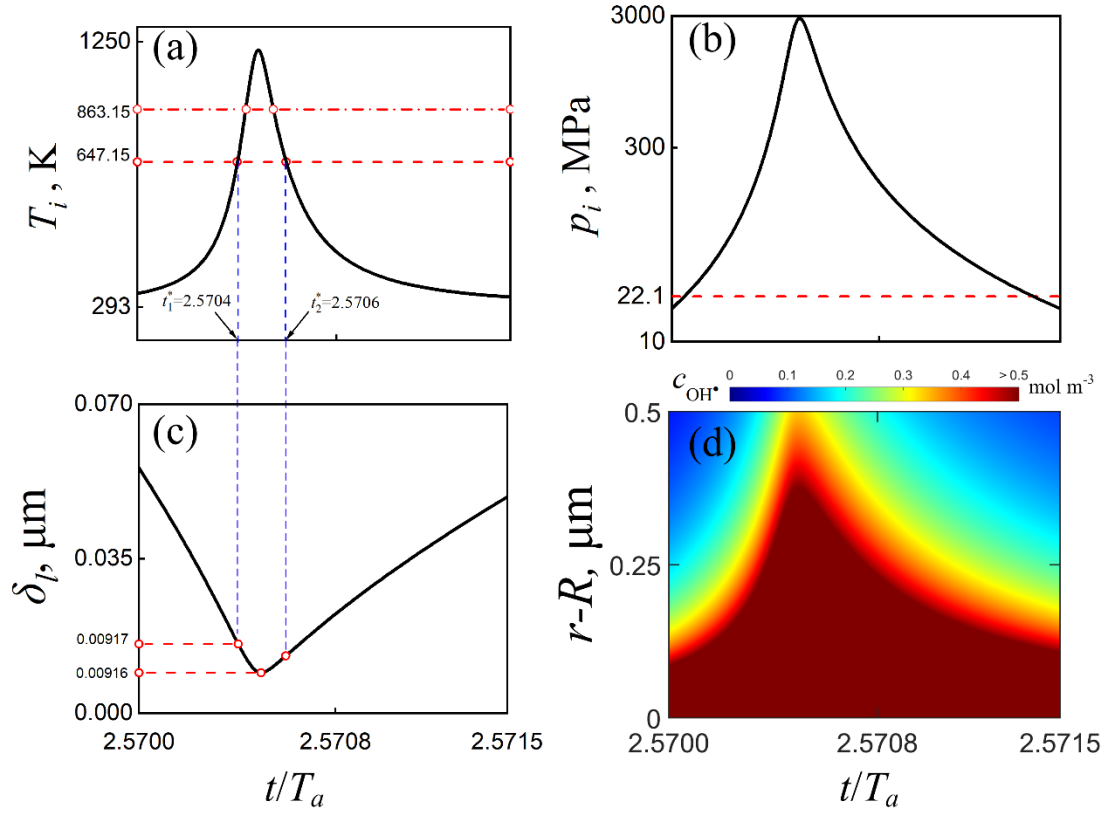 (a)
1250
863.15
647.15
293
T_i , K
t_1^*=2.5704
t_2^*=2.5706
(b)
3000
300
22.1
10
p_i , MPa
(c)
0.070
0.035
0.00917
0.00916
0.000
δ_l, μm
2.5700
2.5708
2.5715
t/T_a
c_OH• 0 0.1 0.2 0.3 0.4 >0.5 mol m⁻³
(d)
0.5
0.25
0
r-R, μm
2.5700
2.5708
2.5715
t/T_a